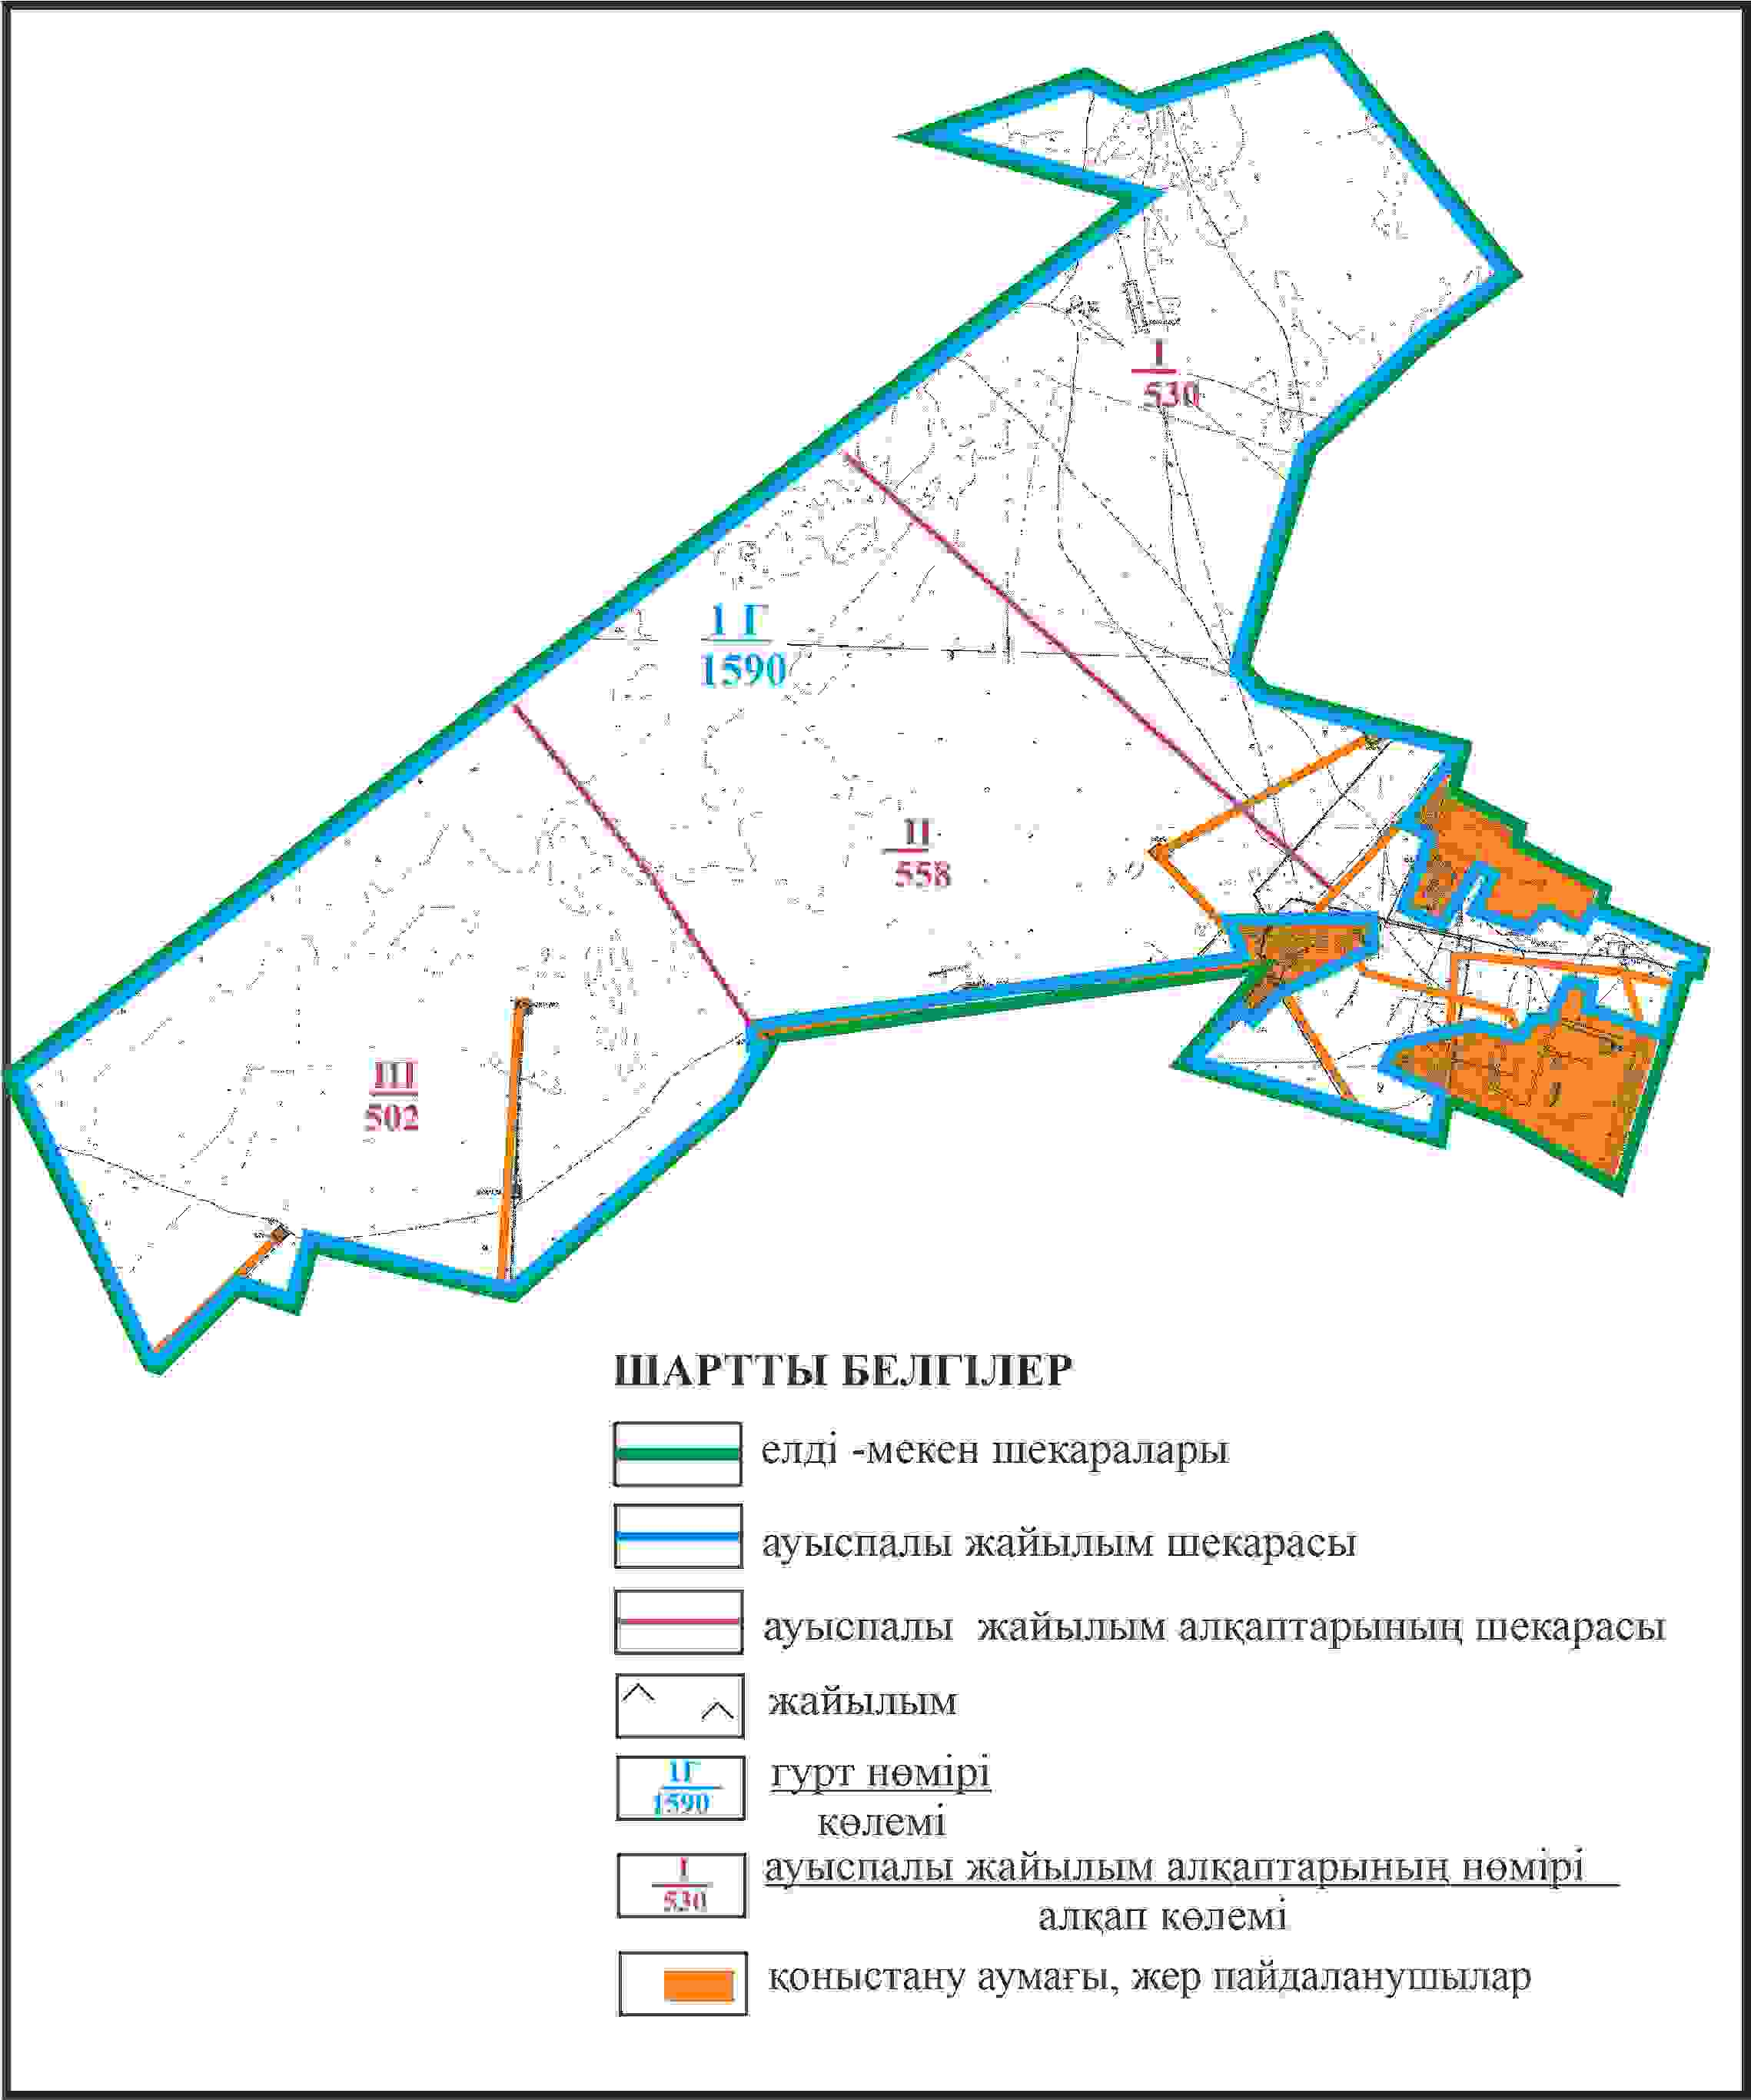 I
530
1 Г
1590
II
558
III
502
ШАРТТЫ БЕЛГІЛЕР
елді -мекен шекаралары
ауыспалы жайылым шекарасы
ауыспалы жайылым алқаптарының шекарасы
жайылым
1Г
1590
гурт нөмірі
көлемі
I
530
ауыспалы жайылым алқаптарының нөмірі
алқап көлемі
қоныстану аумағы, жер пайдаланушылар